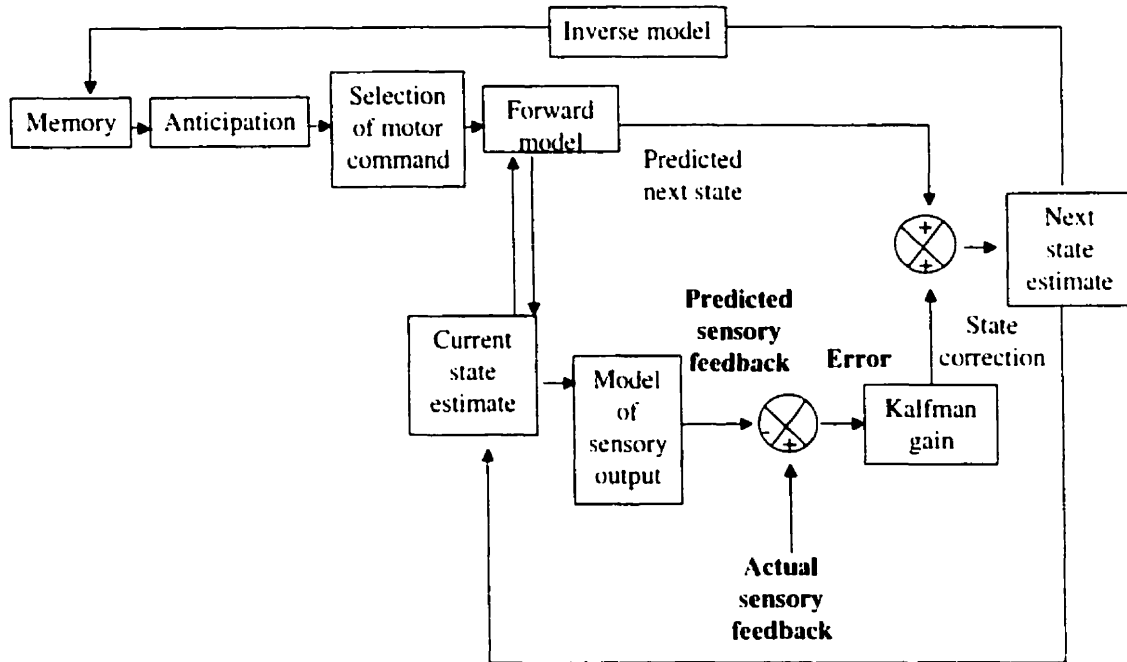 Inverse model
Memory
Anticipation
Selection
of motor
command
Forward
model
Predicted
next state
+
+
Next
state
estimate
Current
state
estimate
Model
of
sensory
output
Predicted
sensory
feedback
-
+
Error
State
correction
Kalfman
gain
Actual
sensory
feedback